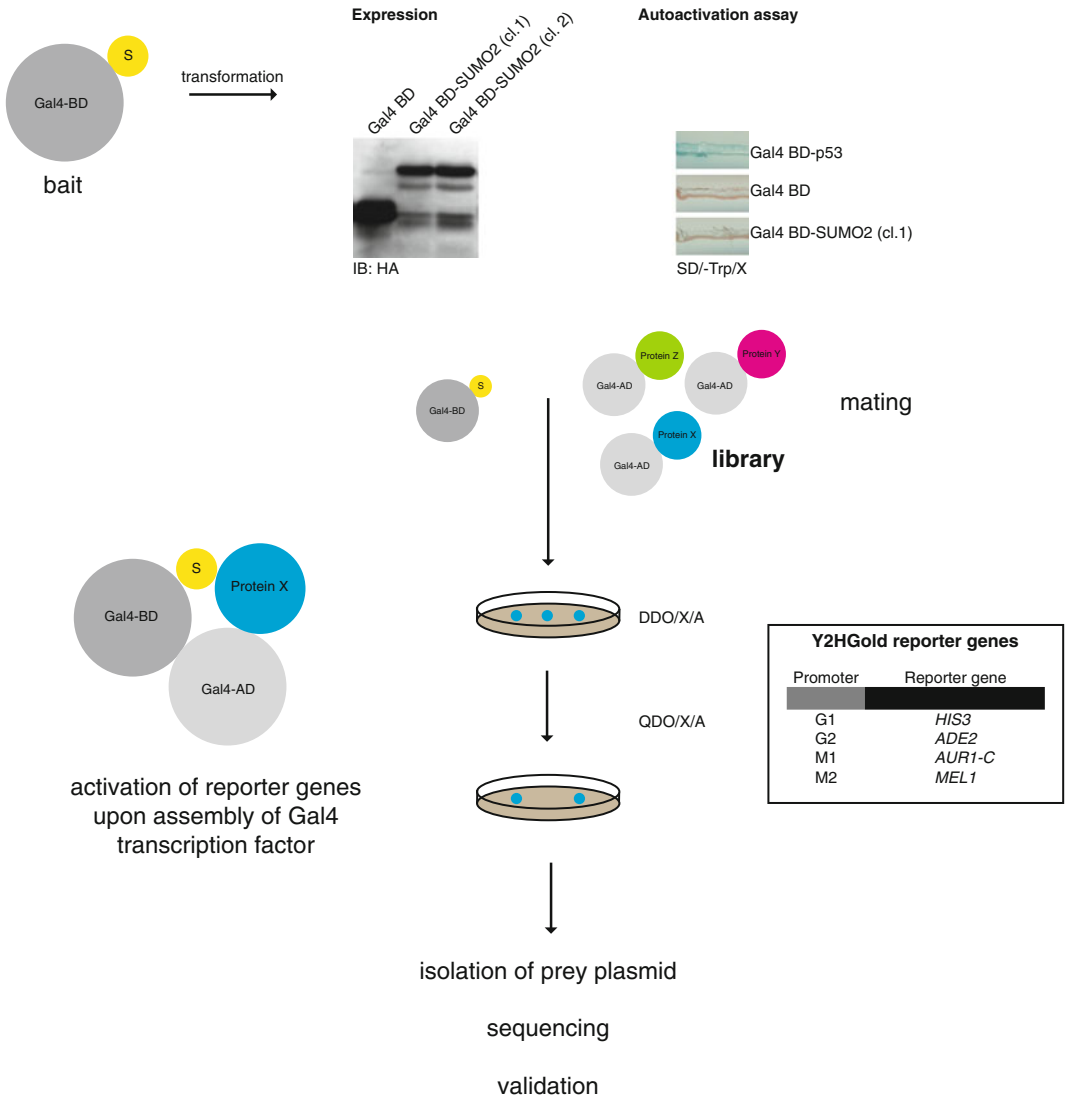 Expression
Autoactivation assay
S
Gal4-BD
bait
transformation
Gal4 BD
Gal4 BD-SUMO2 (cl.1)
Gal4 BD-SUMO2 (cl. 2)
IB: HA
Gal4 BD-p53
Gal4 BD
Gal4 BD-SUMO2 (cl.1)
SD/-Trp/X
S
Gal4-BD
Protein Z
Gal4-AD
Protein Y
Gal4-AD
Protein X
Gal4-AD
library
mating
S
Protein X
Gal4-BD
Gal4-AD
activation of reporter genes
upon assembly of Gal4
transcription factor
DDO/X/A
QDO/X/A
Y2HGold reporter genes
Promoter Reporter gene
G1 HIS3
G2 ADE2
M1 AUR1-C
M2 MEL1
isolation of prey plasmid
sequencing
validation